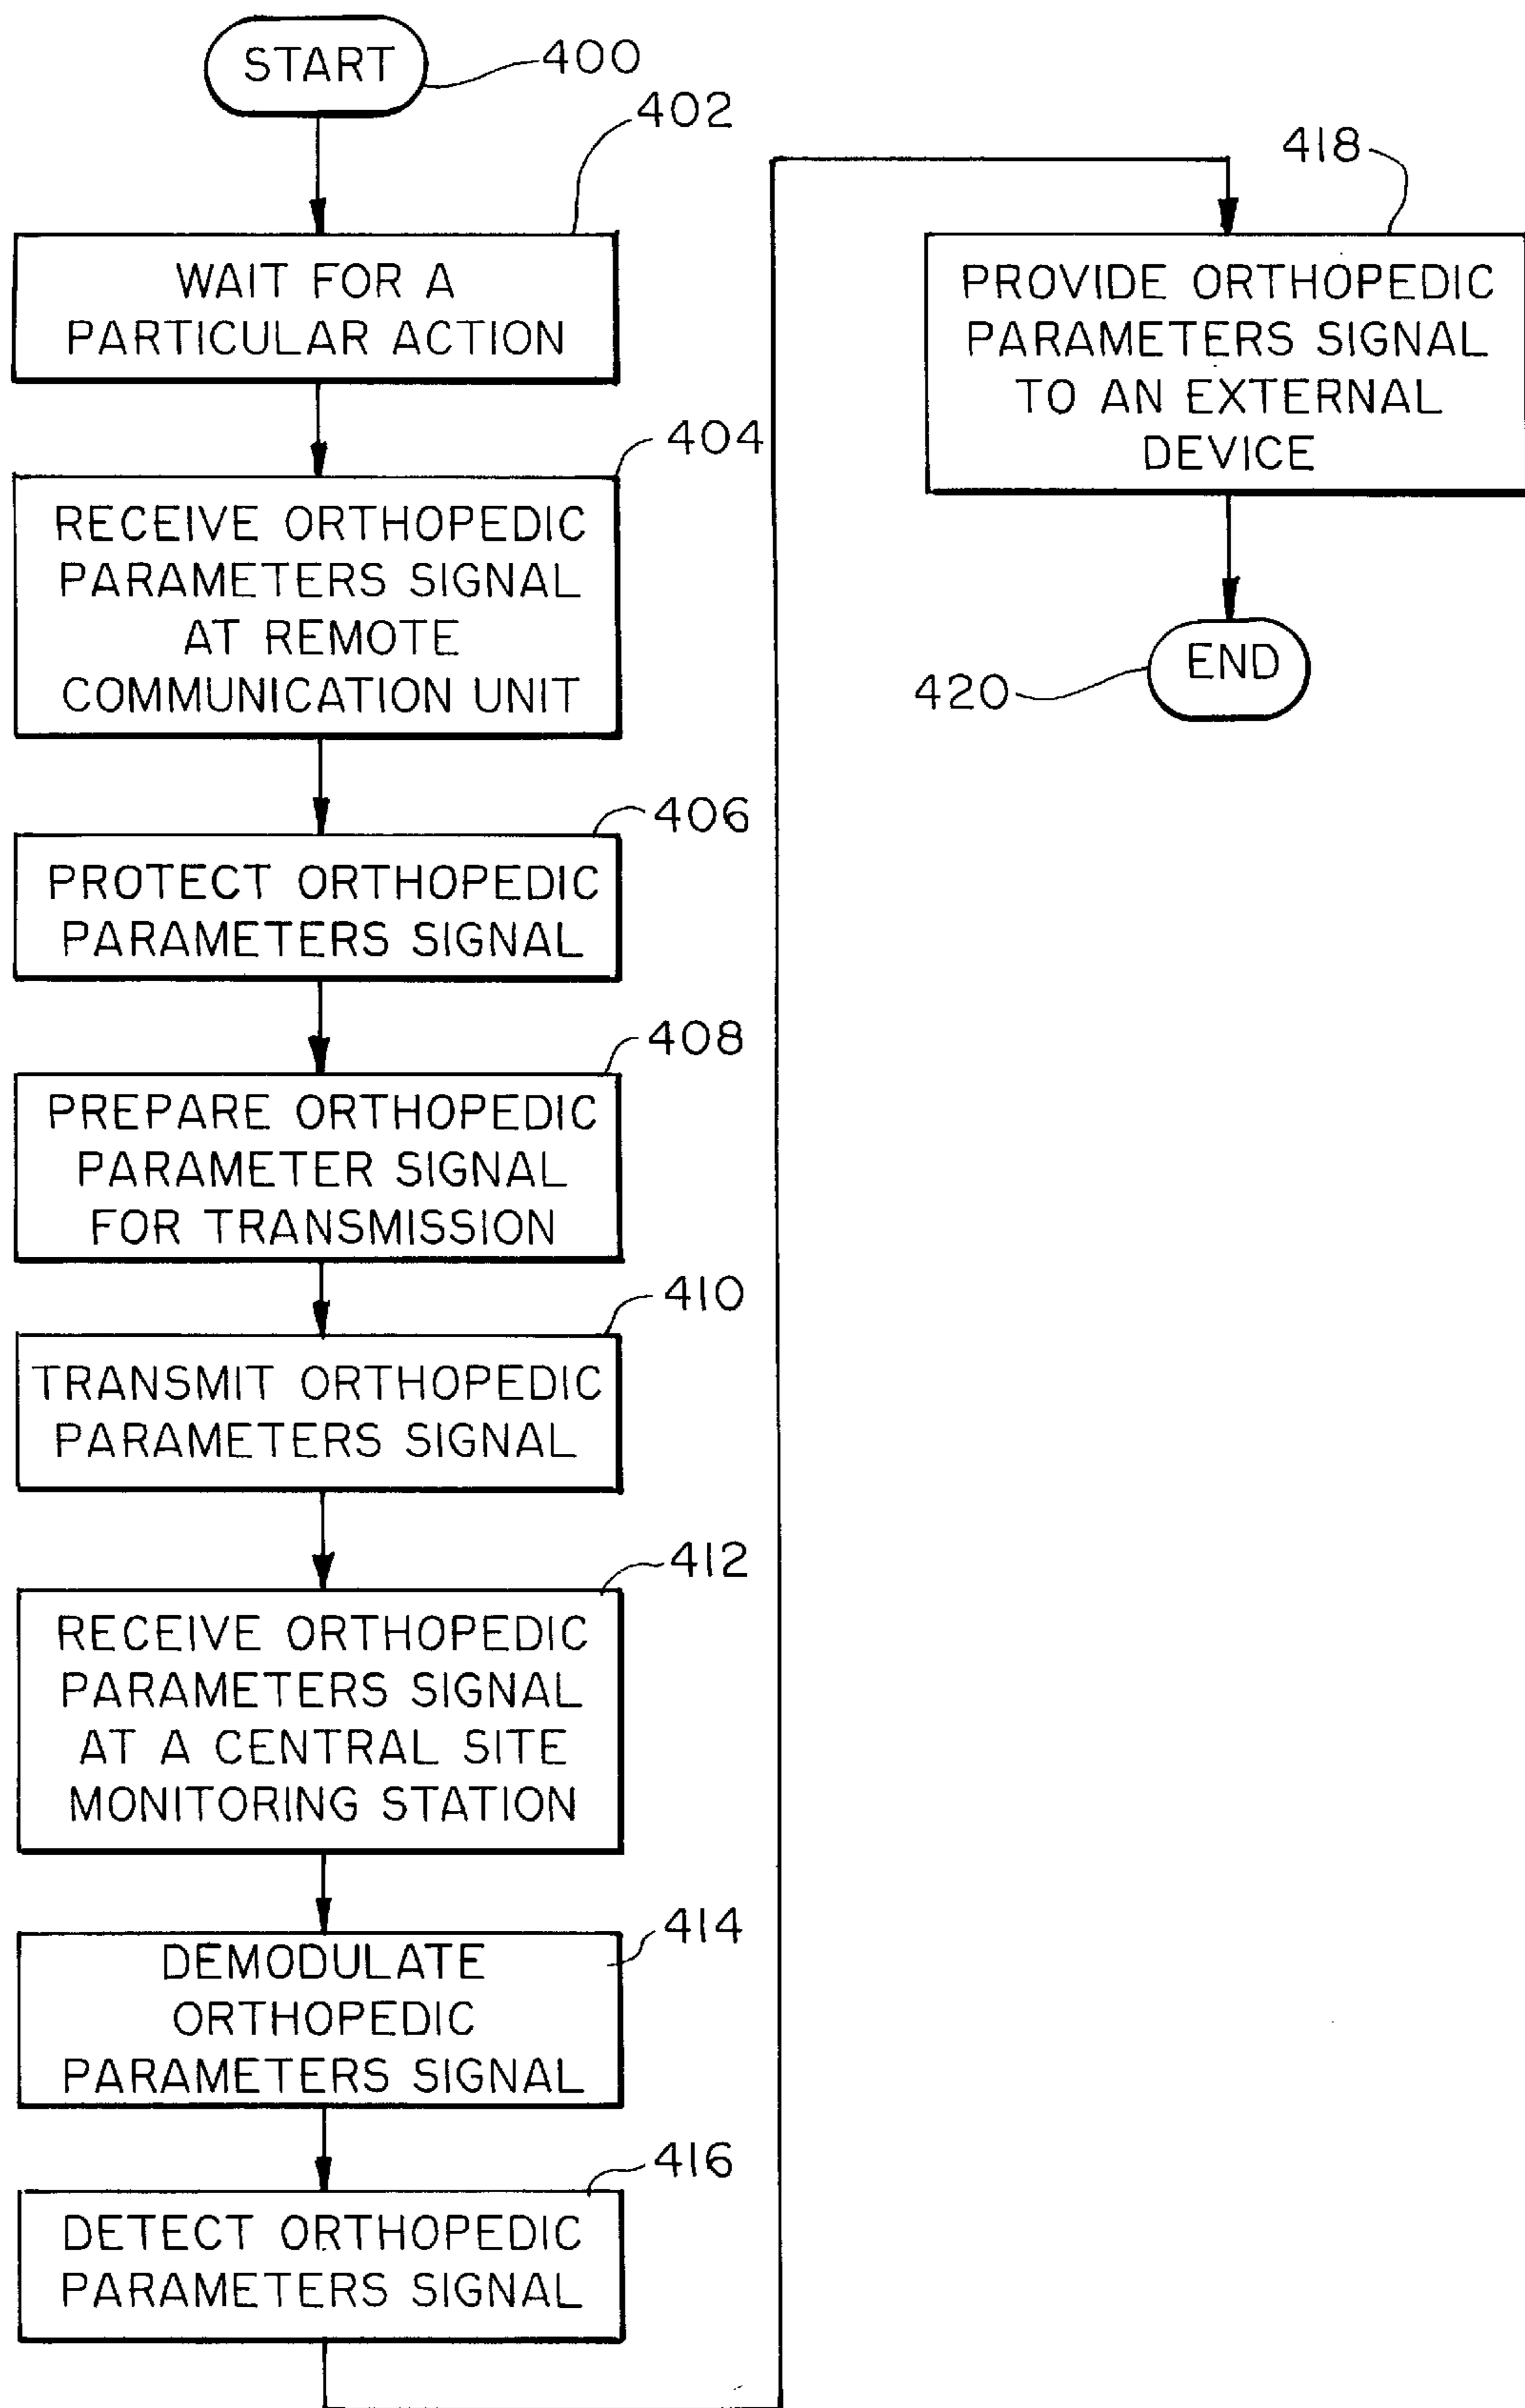 START
400
402
WAIT FOR A
PARTICULAR ACTION
404
RECEIVE ORTHOPEDIC
PARAMETERS SIGNAL
AT REMOTE
COMMUNICATION UNIT
406
PROTECT ORTHOPEDIC
PARAMETERS SIGNAL
408
PREPARE ORTHOPEDIC
PARAMETER SIGNAL
FOR TRANSMISSION
410
TRANSMIT ORTHOPEDIC
PARAMETERS SIGNAL
412
RECEIVE ORTHOPEDIC
PARAMETERS SIGNAL
AT A CENTRAL SITE
MONITORING STATION
414
DEMODULATE
ORTHOPEDIC
PARAMETERS SIGNAL
416
DETECT ORTHOPEDIC
PARAMETERS SIGNAL
418
PROVIDE ORTHOPEDIC
PARAMETERS SIGNAL
TO AN EXTERNAL
DEVICE
END
420